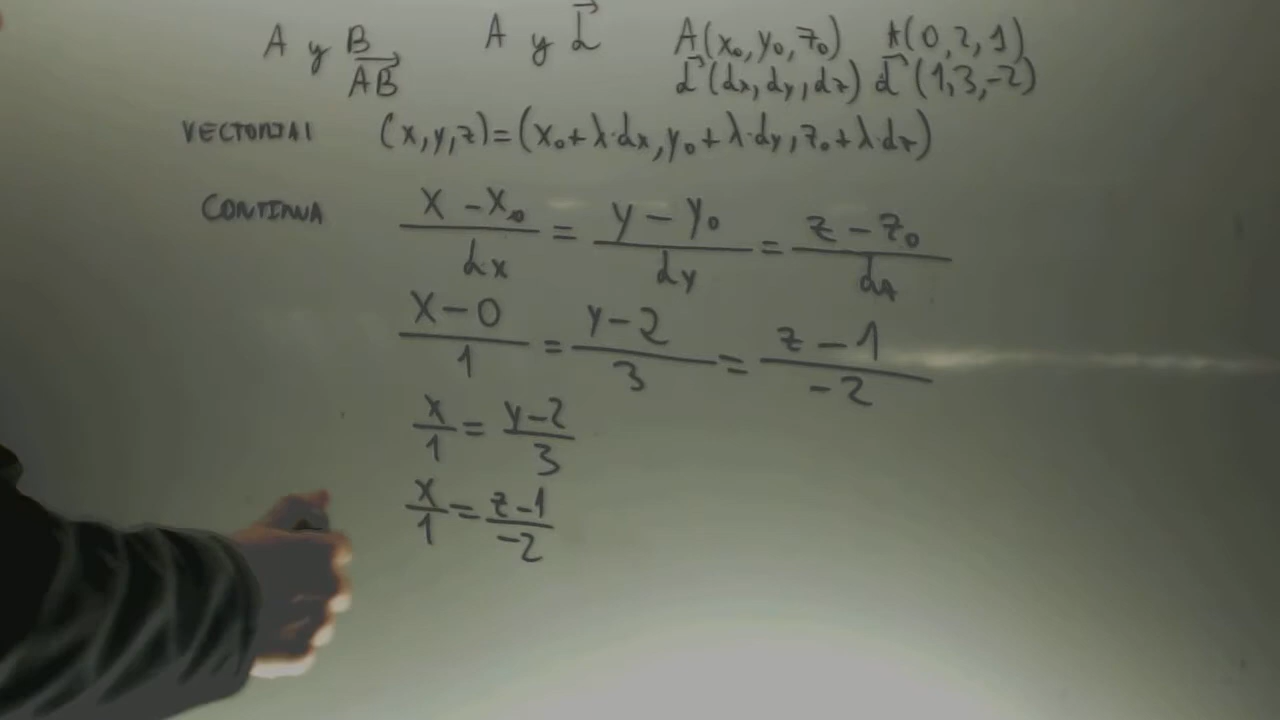 A y B A y d⃗ A(x₀,y₀,z₀) A(0,2,1)
AB⃗ d⃗(dx,dy,dz) d⃗(1,3,-2)
VECTORIAL (x,y,z)=(x₀+λ·dx,y₀+λ·dy,z₀+λ·dz)
CONTINUA (x-x₀)/dx = (y-y₀)/dy = (z-z₀)/dz
(x-0)/1 = (y-2)/3 = (z-1)/-2
x/1 = (y-2)/3
x/1 = (z-1)/-2